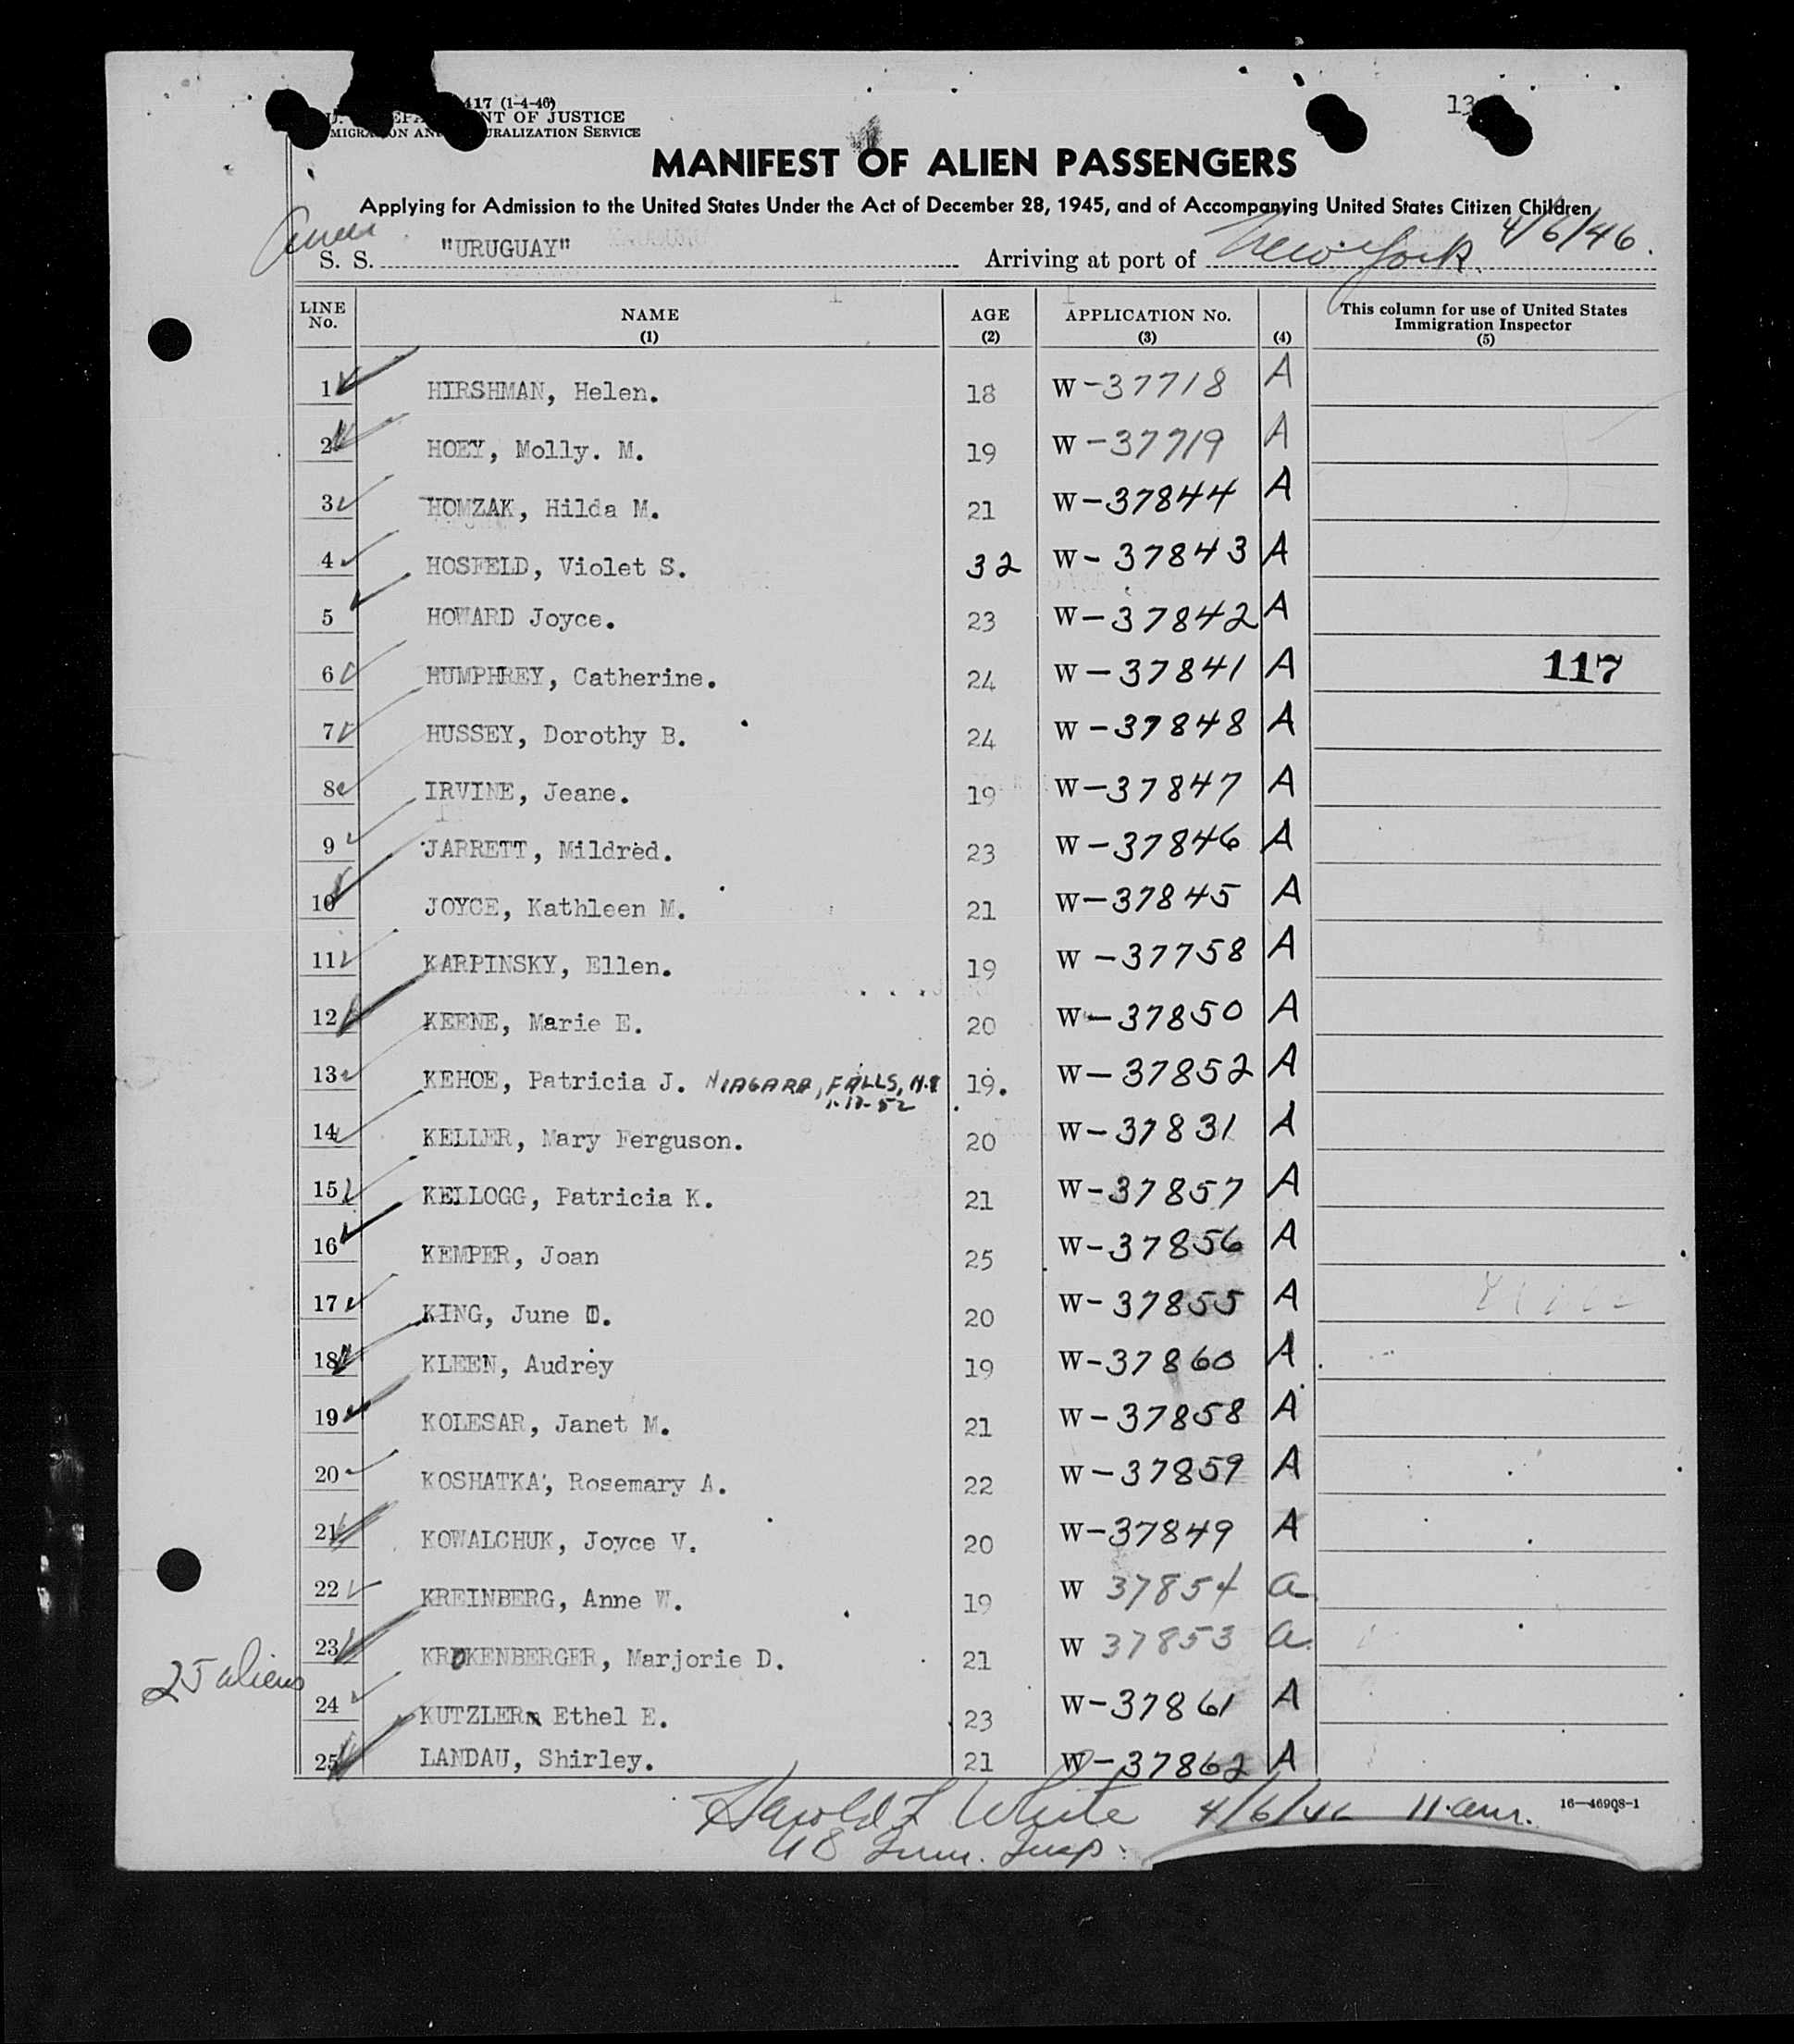 417 (1-4-46)
13
DEPARTMENT OF JUSTICE
IMMIGRATION AND NATURALIZATION SERVICE
MANIFEST OF ALIEN PASSENGERS
Applying for Admission to the United States Under the Act of December 28, 1945, and of Accompanying United States Citizen Children
S. S. "URUGUAY" Arriving at port of New York 4/6/46.
LINE No. NAME (1) AGE (2) APPLICATION No. (3) (4) This column for use of United States Immigration Inspector (5)
1 HIRSHMAN, Helen. 18 W-37718 A
2 HOEY, Molly. M. 19 W-37719 A
3 HOMZAK, Hilda M. 21 W-37844 A
4 HOSFELD, Violet S. 32 W-37843 A
5 HOWARD Joyce. 23 W-37842 A
6 HUMPHREY, Catherine. 24 W-37841 A 117
7 HUSSEY, Dorothy B. 24 W-37848 A
8 IRVINE, Jeane. 19 W-37847 A
9 JARRETT, Mildred. 23 W-37846 A
10 JOYCE, Kathleen M. 21 W-37845 A
11 KARPINSKY, Ellen. 19 W-37758 A
12 KEENE, Marie E. 20 W-37850 A
13 KEHOE, Patricia J. NIAGARA, FALLS, N.Y 19. W-37852 A
14 KELLER, Mary Ferguson. 20 W-37831 A
15 KELLOGG, Patricia K. 21 W-37857 A
16 KEMPER, Joan 25 W-37856 A
17 KING, June 20 W-37855 A
18 KLEEN, Audrey 19 W-37860 A
19 KOLESAR, Janet M. 21 W-37858 A
20 KOSHATKA, Rosemary A. 22 W-37859 A
21 KOWALCHUK, Joyce V. 20 W-37849 A
22 KREINBERG, Anne W. 19 W 37854 a
23 KROKENBERGER, Marjorie D. 21 W 37853 a
25 aliens
24 KUTZLER Ethel E. 23 W-37861 A
25 LANDAU, Shirley. 21 W-37862 A
Harold L White 4/6/46 11 am. 16—46908-1
U S Imm. Insp.